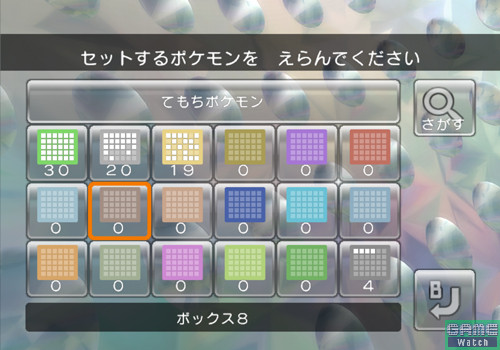 セットするポケモンを　えらんでください
てもちポケモン
さがす
30 20 19 0 0 0
0 0 0 0 0 0
0 0 0 0 0 4
B
ボックス8
GAME
Watch